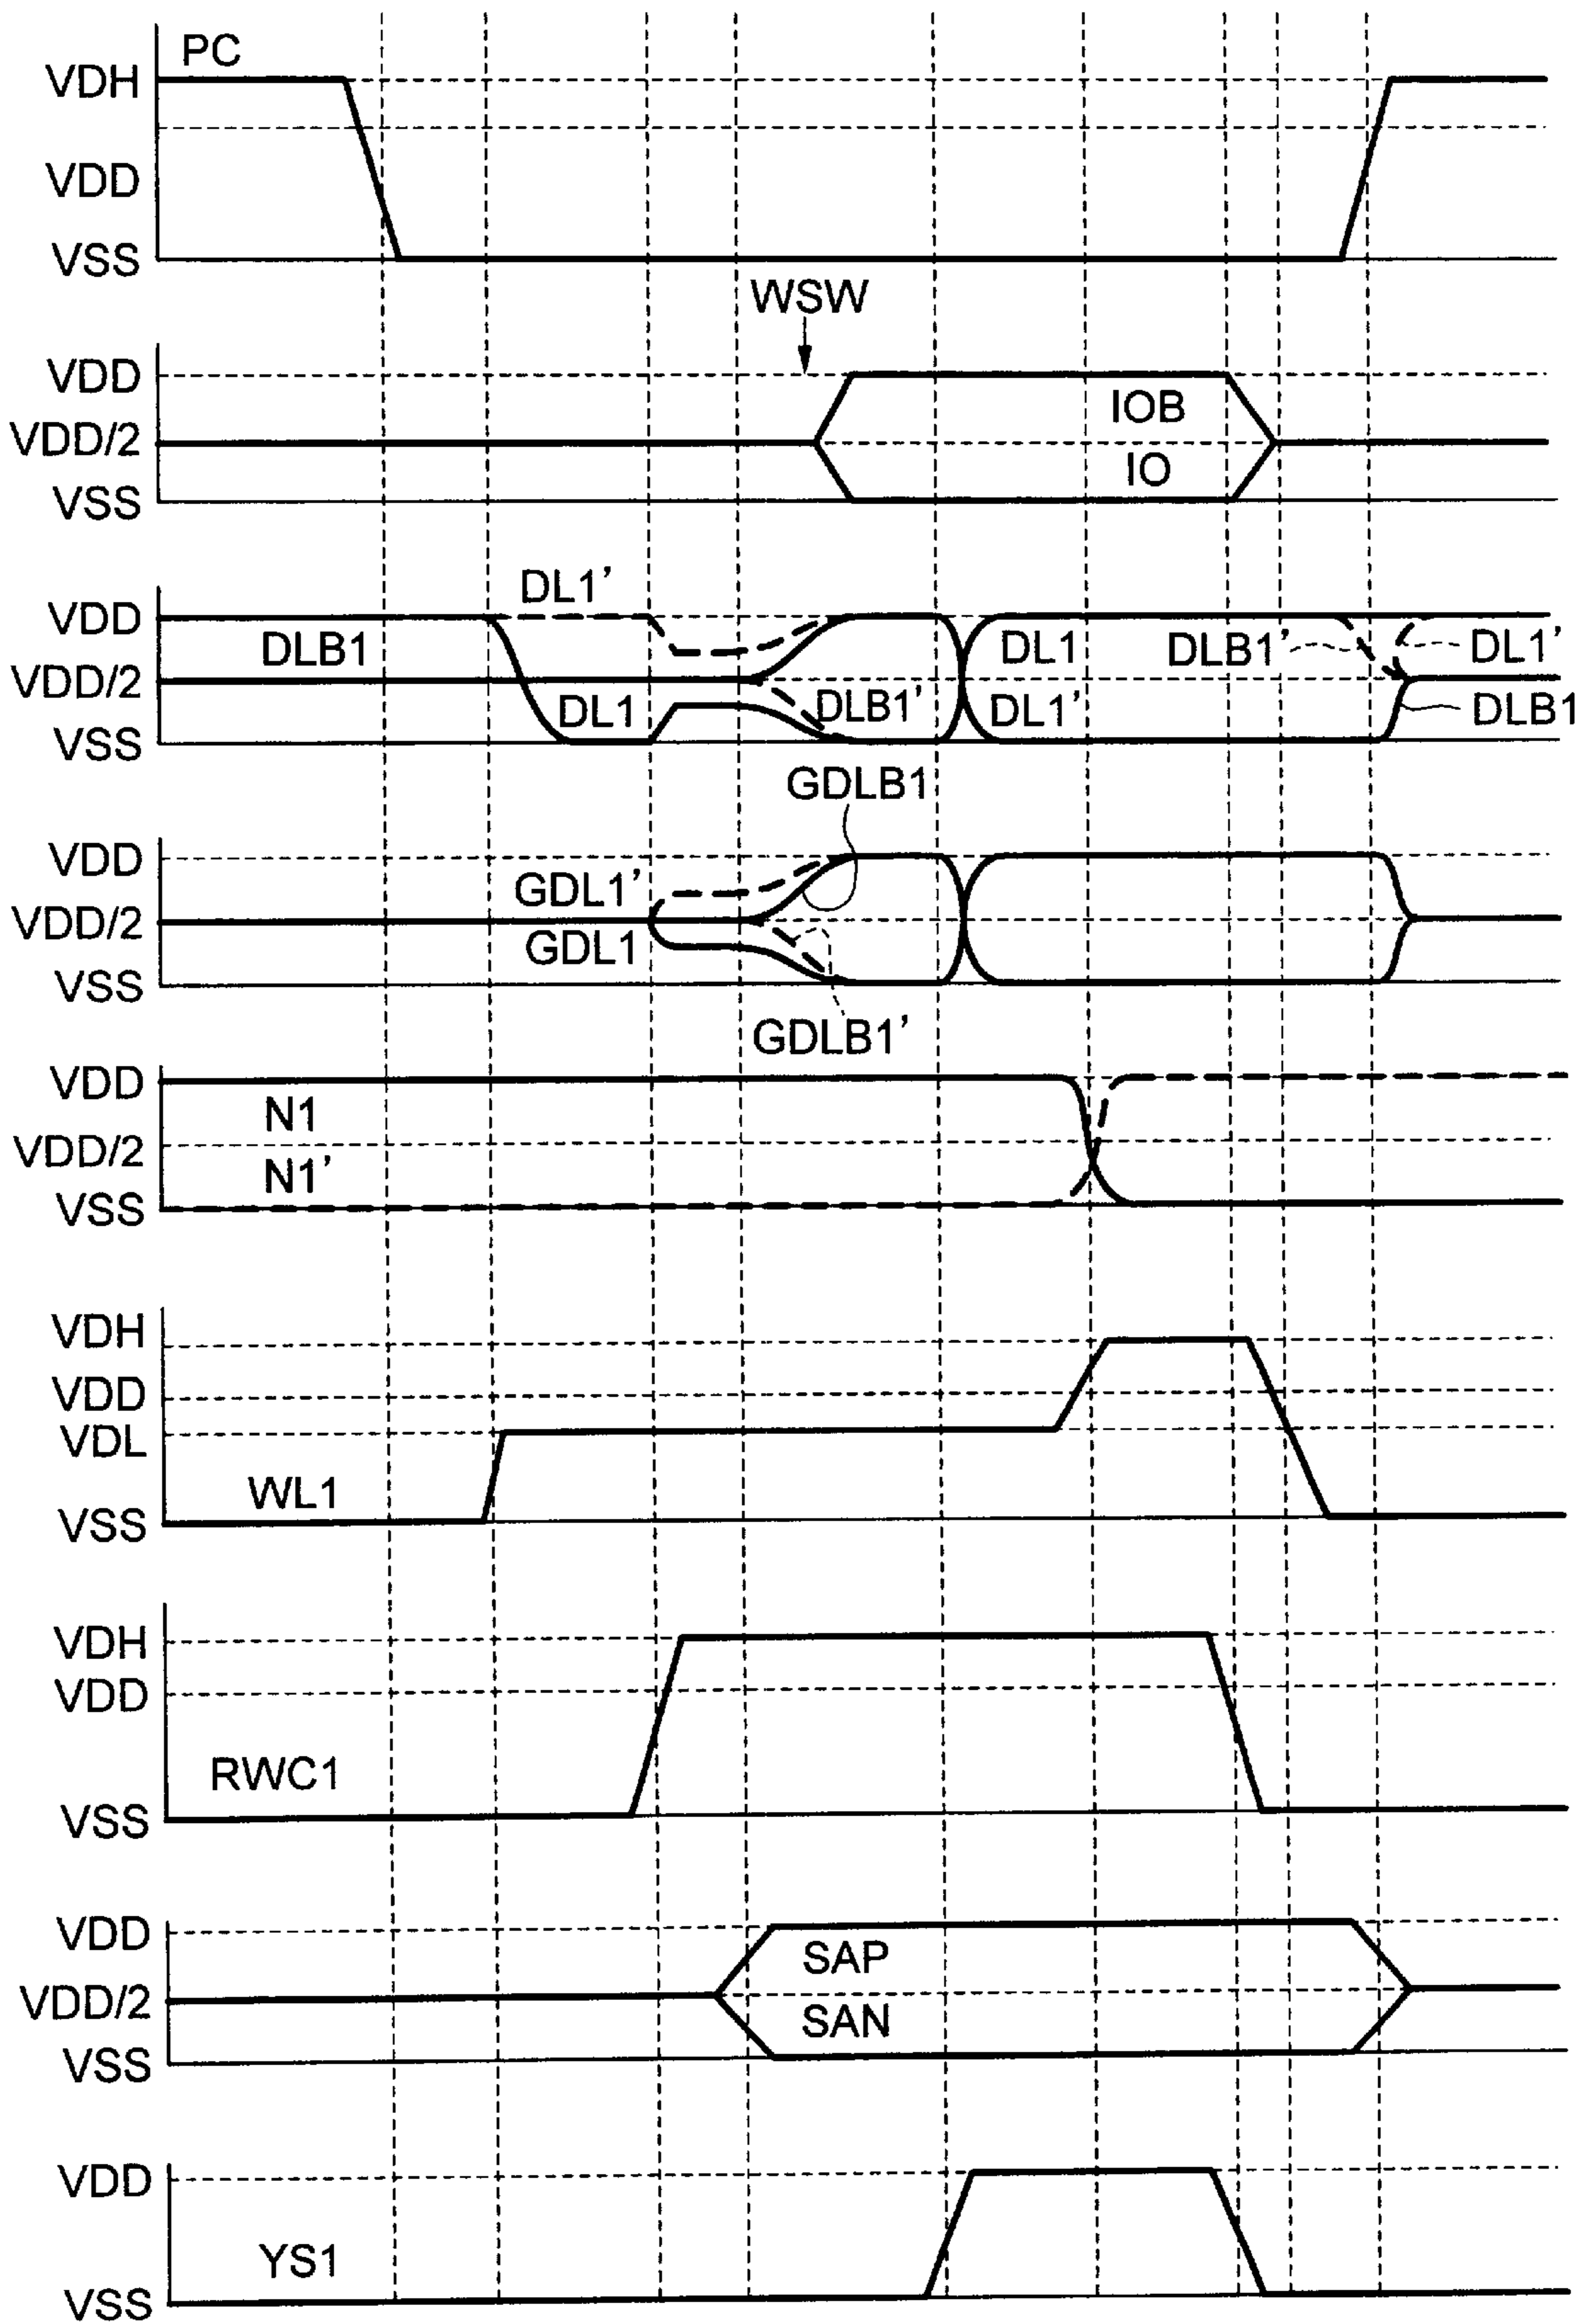 PC
VDH
VDD
VSS
WSW
VDD
IOB
VDD/2
IO
VSS
DL1’
VDD
DLB1
DL1
DLB1’
DL1’
VDD/2
DL1
DLB1’
DL1’
DLB1
VSS
GDLB1
VDD
GDL1’
VDD/2
GDL1
VSS
GDLB1’
VDD
N1
VDD/2
N1’
VSS
VDH
VDD
VDL
WL1
VSS
VDH
VDD
RWC1
VSS
VDD
SAP
VDD/2
SAN
VSS
VDD
YS1
VSS